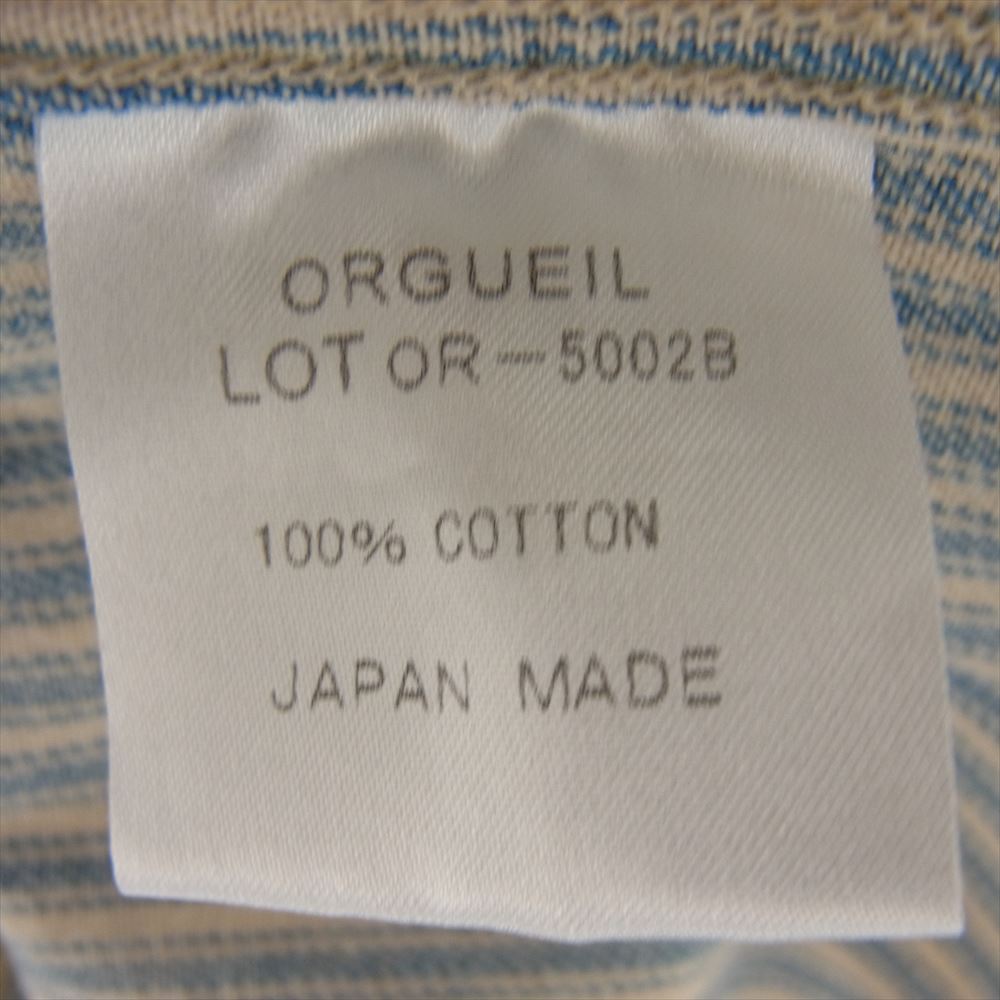 ORGUEIL
LOT OR-5002B
100% COTTON
JAPAN MADE